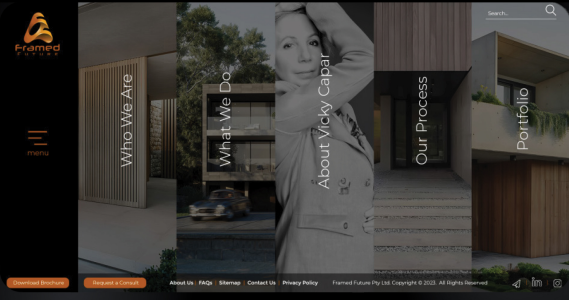 Search...
Framed
Future
menu
Who We Are
What We Do
About Vicky Capar
Our Process
Portfolio
Download Brochure
Request a Consult
About Us
FAQs
Sitemap
Contact Us
Privacy Policy
Framed Future Pty Ltd. Copyright © 2023. All Rights Reserved
in